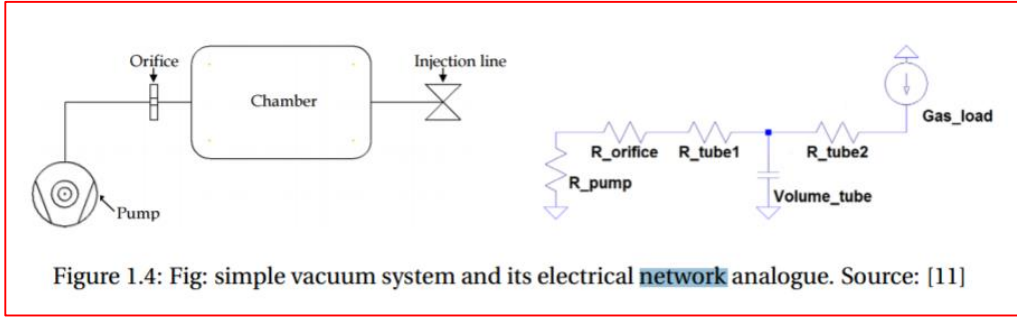 Orifice
Injection line
Chamber
Pump
Gas_load
R_orifice R_tube1 R_tube2
R_pump
Volume_tube
Figure 1.4: Fig: simple vacuum system and its electrical network analogue. Source: [11]